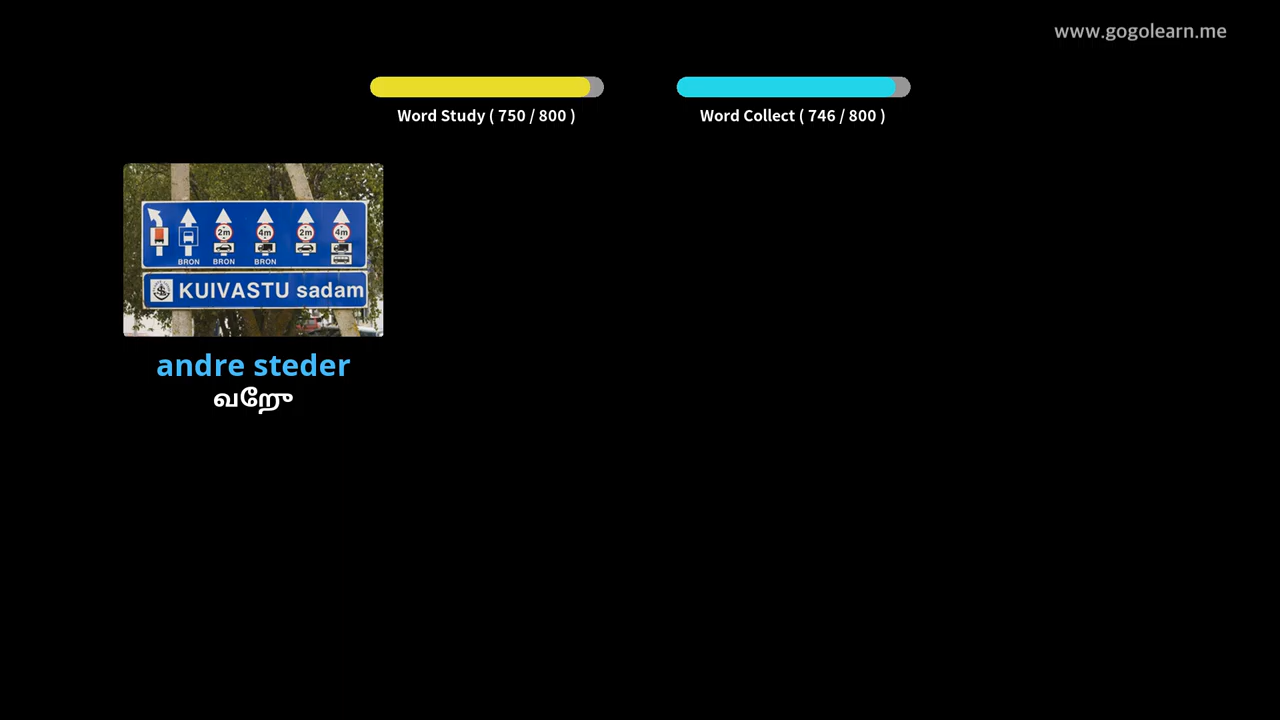 www.gogolearn.me
Word Study ( 750 / 800 )
Word Collect ( 746 / 800 )
2m
4m
2m
4m
BRON
BRON
BRON
KUIVASTU sadam
andre steder